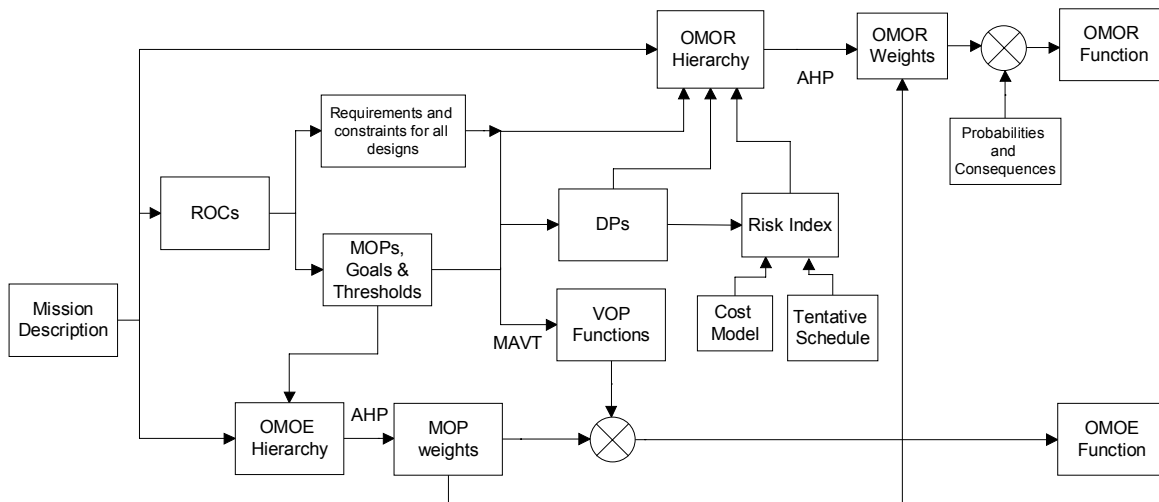 OMOR
Hierarchy
AHP
OMOR
Weights
OMOR
Function
Requirements and
constraints for all
designs
Probabilities
and
Consequences
ROCs
DPs
Risk Index
MOPs,
Goals &
Thresholds
Mission
Description
MAVT
VOP
Functions
Cost
Model
Tentative
Schedule
OMOE
Hierarchy
AHP
MOP
weights
OMOE
Function